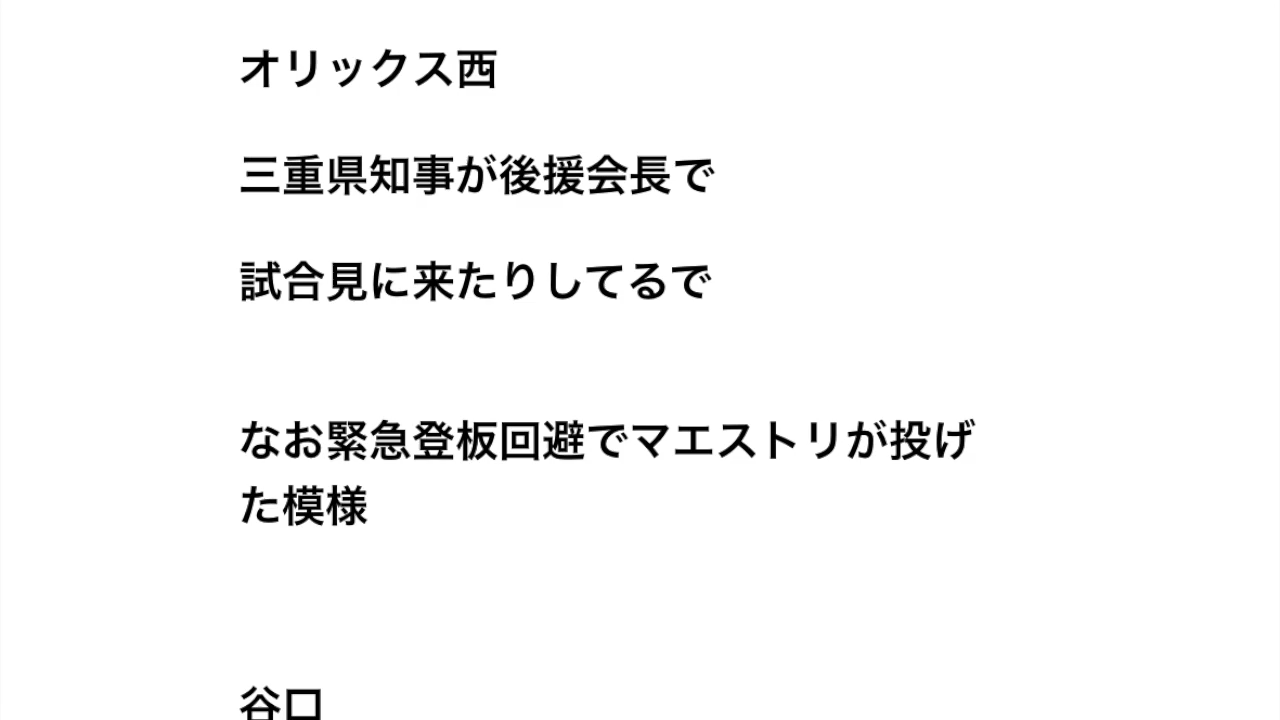 オリックス西
三重県知事が後援会長で
試合見に来たりしてるで
なお緊急登板回避でマエストリが投げ
た模様
谷口